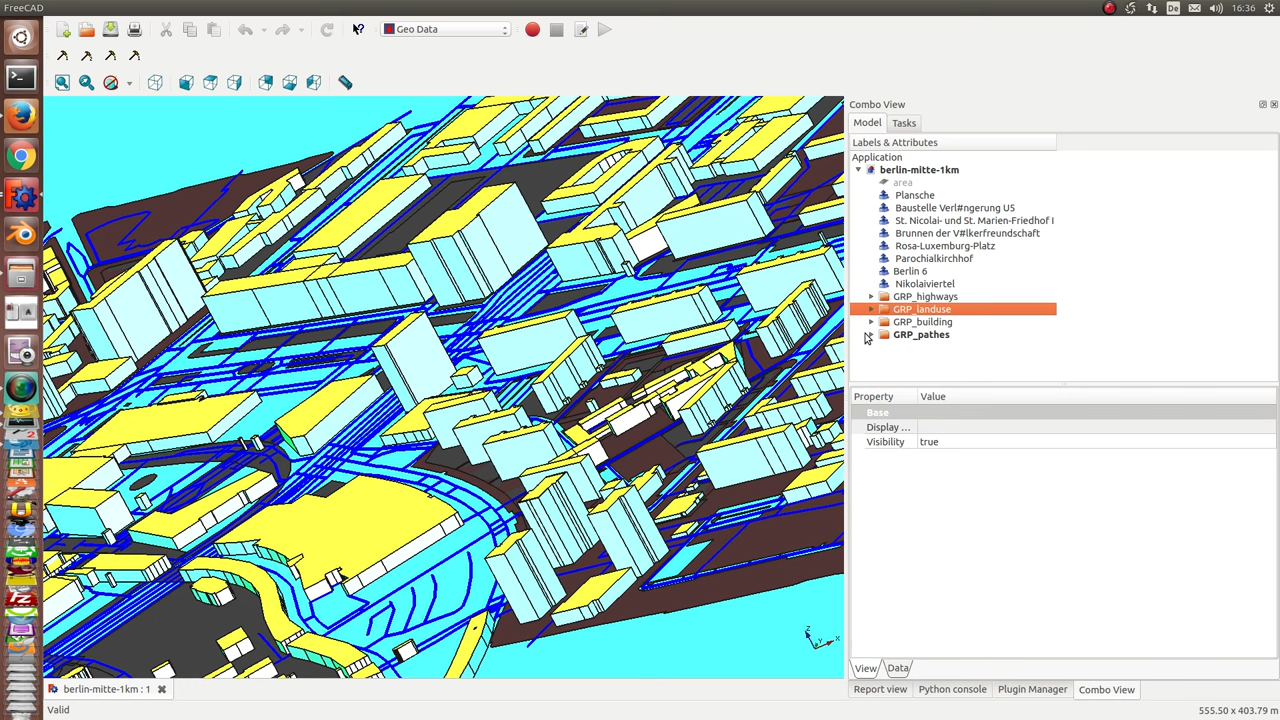 FreeCAD
De
16:36
Geo Data
Combo View
Model
Tasks
Labels & Attributes
Application
berlin-mitte-1km
area
Plansche
Baustelle Verl#ngerung U5
St. Nicolai- und St. Marien-Friedhof I
Brunnen der V#lkerfreundschaft
Rosa-Luxemburg-Platz
Parochialkirchhof
Berlin 6
Nikolaiviertel
GRP_highways
GRP_landuse
GRP_building
GRP_pathes
Property
Value
Base
Display ...
Visibility
true
View
Data
berlin-mitte-1km : 1
Report view
Python console
Plugin Manager
Combo View
Valid
555.50 x 403.79 m